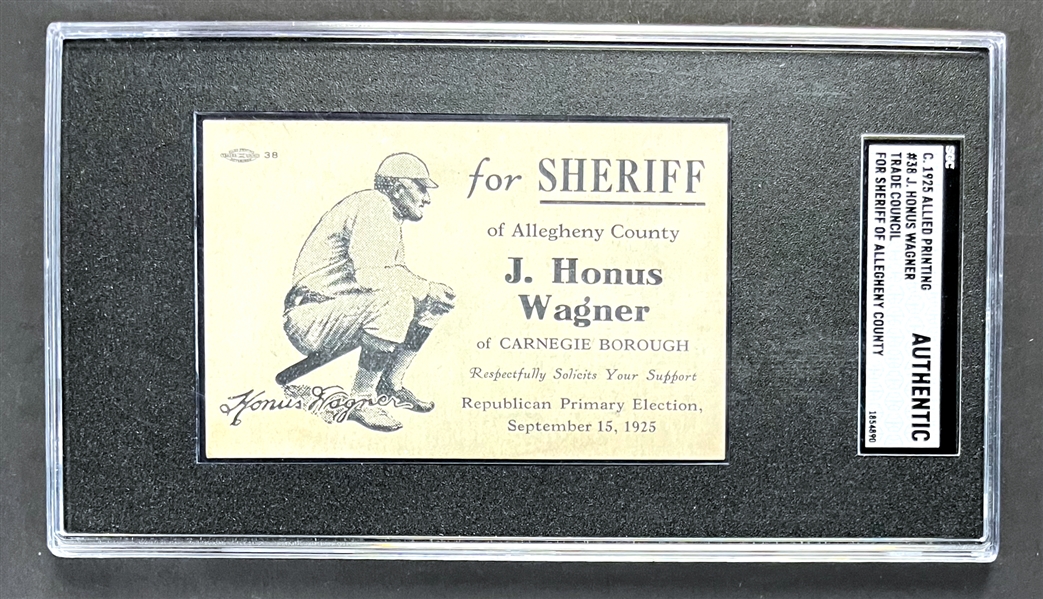 38
for SHERIFF
of Allegheny County
J. Honus
Wagner
of CARNEGIE BOROUGH
Respectfully Solicits Your Support
Republican Primary Election,
September 15, 1925
Honus Wagner
SGC
C. 1925 ALLIED PRINTING
#38 J. HONUS WAGNER
TRADE COUNCIL
FOR SHERIFF OF ALLEGHENY COUNTY
AUTHENTIC
1854890